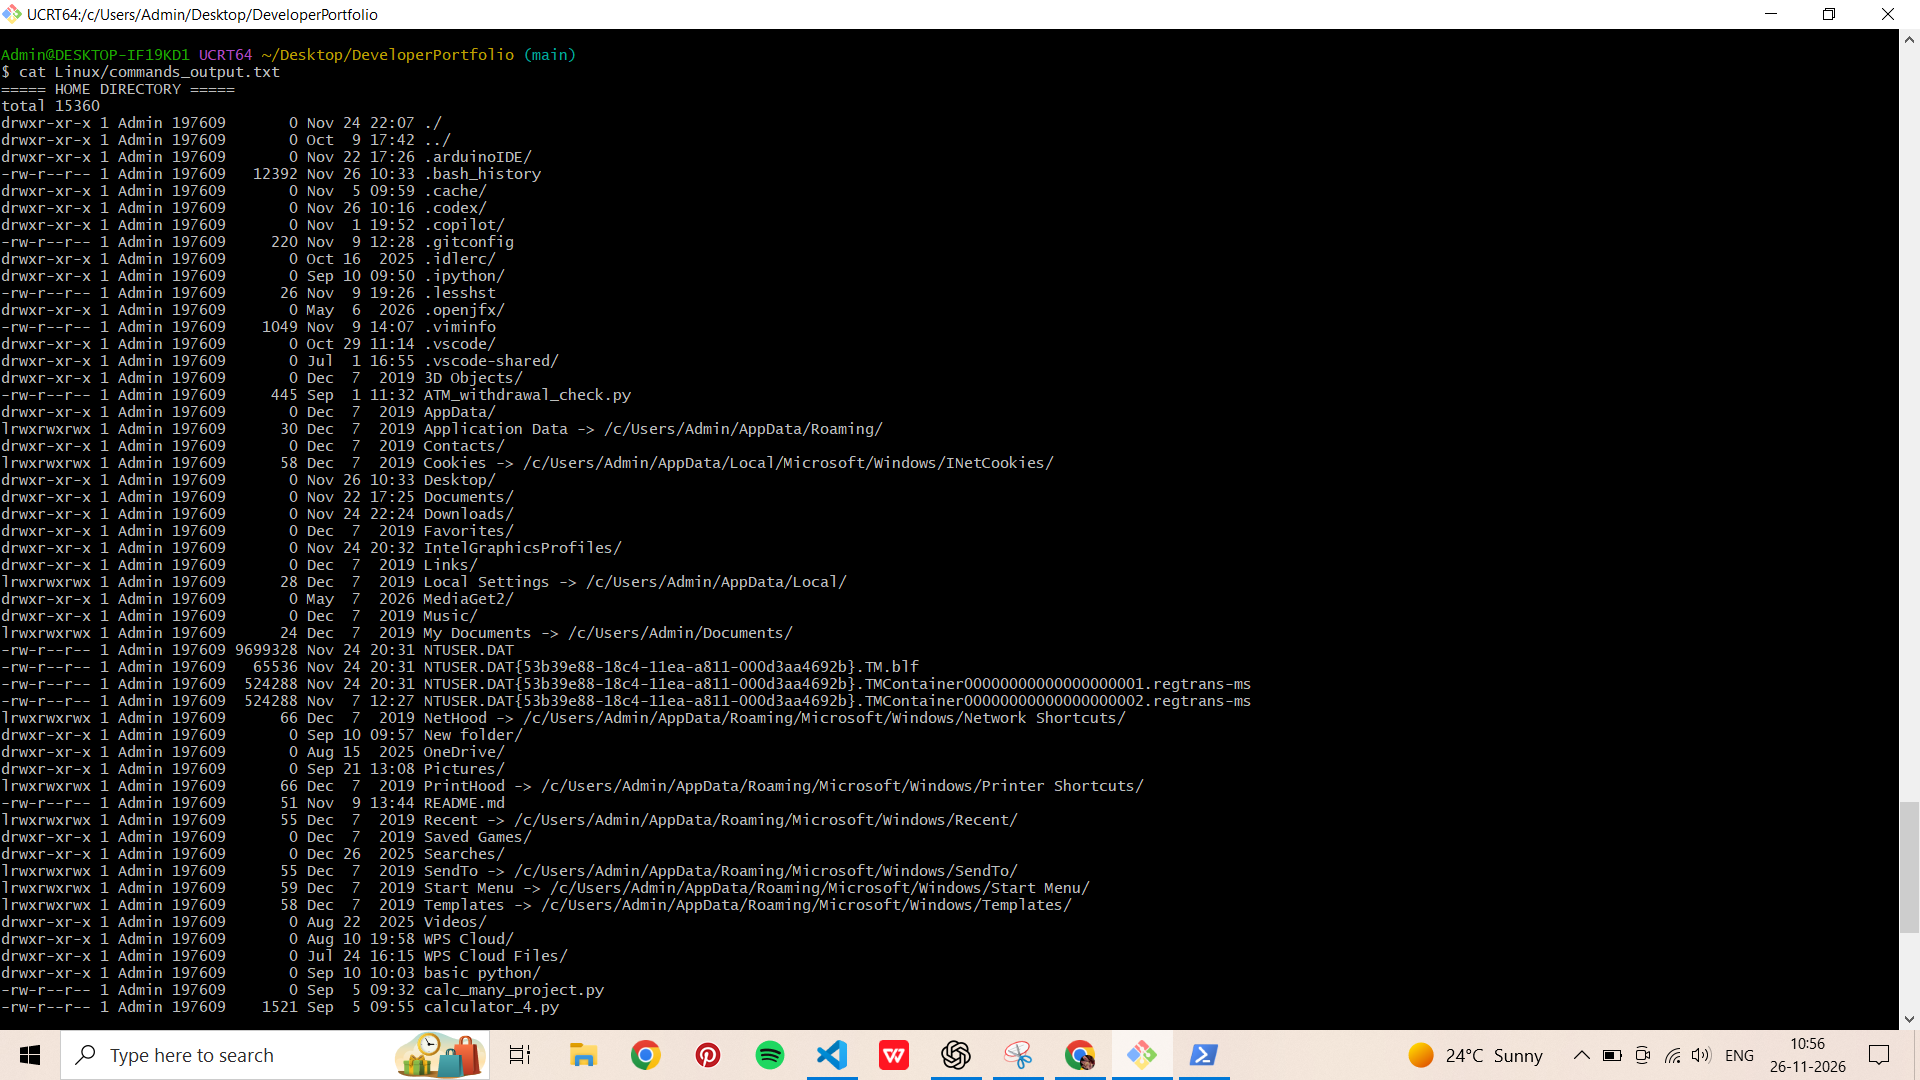 UCRT64:/c/Users/Admin/Desktop/DeveloperPortfolio
Admin@DESKTOP-IF19KD1 UCRT64 ~/Desktop/DeveloperPortfolio (main)
$ cat Linux/commands_output.txt
===== HOME DIRECTORY =====
total 15360
drwxr-xr-x 1 Admin 197609       0 Nov 24 22:07 ./
drwxr-xr-x 1 Admin 197609       0 Oct  9 17:42 ../
drwxr-xr-x 1 Admin 197609       0 Nov 22 17:26 .arduinoIDE/
-rw-r--r-- 1 Admin 197609   12392 Nov 26 10:33 .bash_history
drwxr-xr-x 1 Admin 197609       0 Nov  5 09:59 .cache/
drwxr-xr-x 1 Admin 197609       0 Nov 26 10:16 .codex/
drwxr-xr-x 1 Admin 197609       0 Nov  1 19:52 .copilot/
-rw-r--r-- 1 Admin 197609     220 Nov  9 12:28 .gitconfig
drwxr-xr-x 1 Admin 197609       0 Oct 16  2025 .idlerc/
drwxr-xr-x 1 Admin 197609       0 Sep 10 09:50 .ipython/
-rw-r--r-- 1 Admin 197609      26 Nov  9 19:26 .lesshst
drwxr-xr-x 1 Admin 197609       0 May  6  2026 .openjfx/
-rw-r--r-- 1 Admin 197609    1049 Nov  9 14:07 .viminfo
drwxr-xr-x 1 Admin 197609       0 Oct 29 11:14 .vscode/
drwxr-xr-x 1 Admin 197609       0 Jul  1 16:55 .vscode-shared/
drwxr-xr-x 1 Admin 197609       0 Dec  7  2019 3D Objects/
-rw-r--r-- 1 Admin 197609     445 Sep  1 11:32 ATM_withdrawal_check.py
drwxr-xr-x 1 Admin 197609       0 Dec  7  2019 AppData/
lrwxrwxrwx 1 Admin 197609      30 Dec  7  2019 Application Data -> /c/Users/Admin/AppData/Roaming/
drwxr-xr-x 1 Admin 197609       0 Dec  7  2019 Contacts/
lrwxrwxrwx 1 Admin 197609      58 Dec  7  2019 Cookies -> /c/Users/Admin/AppData/Local/Microsoft/Windows/INetCookies/
drwxr-xr-x 1 Admin 197609       0 Nov 26 10:33 Desktop/
drwxr-xr-x 1 Admin 197609       0 Nov 22 17:25 Documents/
drwxr-xr-x 1 Admin 197609       0 Nov 24 22:24 Downloads/
drwxr-xr-x 1 Admin 197609       0 Dec  7  2019 Favorites/
drwxr-xr-x 1 Admin 197609       0 Nov 24 20:32 IntelGraphicsProfiles/
drwxr-xr-x 1 Admin 197609       0 Dec  7  2019 Links/
lrwxrwxrwx 1 Admin 197609      28 Dec  7  2019 Local Settings -> /c/Users/Admin/AppData/Local/
drwxr-xr-x 1 Admin 197609       0 May  7  2026 MediaGet2/
drwxr-xr-x 1 Admin 197609       0 Dec  7  2019 Music/
lrwxrwxrwx 1 Admin 197609      24 Dec  7  2019 My Documents -> /c/Users/Admin/Documents/
-rw-r--r-- 1 Admin 197609 9699328 Nov 24 20:31 NTUSER.DAT
-rw-r--r-- 1 Admin 197609   65536 Nov 24 20:31 NTUSER.DAT{53b39e88-18c4-11ea-a811-000d3aa4692b}.TM.blf
-rw-r--r-- 1 Admin 197609  524288 Nov 24 20:31 NTUSER.DAT{53b39e88-18c4-11ea-a811-000d3aa4692b}.TMContainer00000000000000000001.regtrans-ms
-rw-r--r-- 1 Admin 197609  524288 Nov  7 12:27 NTUSER.DAT{53b39e88-18c4-11ea-a811-000d3aa4692b}.TMContainer00000000000000000002.regtrans-ms
lrwxrwxrwx 1 Admin 197609      66 Dec  7  2019 NetHood -> /c/Users/Admin/AppData/Roaming/Microsoft/Windows/Network Shortcuts/
drwxr-xr-x 1 Admin 197609       0 Sep 10 09:57 New folder/
drwxr-xr-x 1 Admin 197609       0 Aug 15  2025 OneDrive/
drwxr-xr-x 1 Admin 197609       0 Sep 21 13:08 Pictures/
lrwxrwxrwx 1 Admin 197609      66 Dec  7  2019 PrintHood -> /c/Users/Admin/AppData/Roaming/Microsoft/Windows/Printer Shortcuts/
-rw-r--r-- 1 Admin 197609      51 Nov  9 13:44 README.md
lrwxrwxrwx 1 Admin 197609      55 Dec  7  2019 Recent -> /c/Users/Admin/AppData/Roaming/Microsoft/Windows/Recent/
drwxr-xr-x 1 Admin 197609       0 Dec  7  2019 Saved Games/
drwxr-xr-x 1 Admin 197609       0 Dec 26  2025 Searches/
lrwxrwxrwx 1 Admin 197609      55 Dec  7  2019 SendTo -> /c/Users/Admin/AppData/Roaming/Microsoft/Windows/SendTo/
lrwxrwxrwx 1 Admin 197609      59 Dec  7  2019 Start Menu -> /c/Users/Admin/AppData/Roaming/Microsoft/Windows/Start Menu/
lrwxrwxrwx 1 Admin 197609      58 Dec  7  2019 Templates -> /c/Users/Admin/AppData/Roaming/Microsoft/Windows/Templates/
drwxr-xr-x 1 Admin 197609       0 Aug 22  2025 Videos/
drwxr-xr-x 1 Admin 197609       0 Aug 10 19:58 WPS Cloud/
drwxr-xr-x 1 Admin 197609       0 Jul 24 16:15 WPS Cloud Files/
drwxr-xr-x 1 Admin 197609       0 Sep 10 10:03 basic python/
-rw-r--r-- 1 Admin 197609       0 Sep  5 09:32 calc_many_project.py
-rw-r--r-- 1 Admin 197609    1521 Sep  5 09:55 calculator_4.py
Type here to search
24°C Sunny
ENG
10:56
26-11-2026